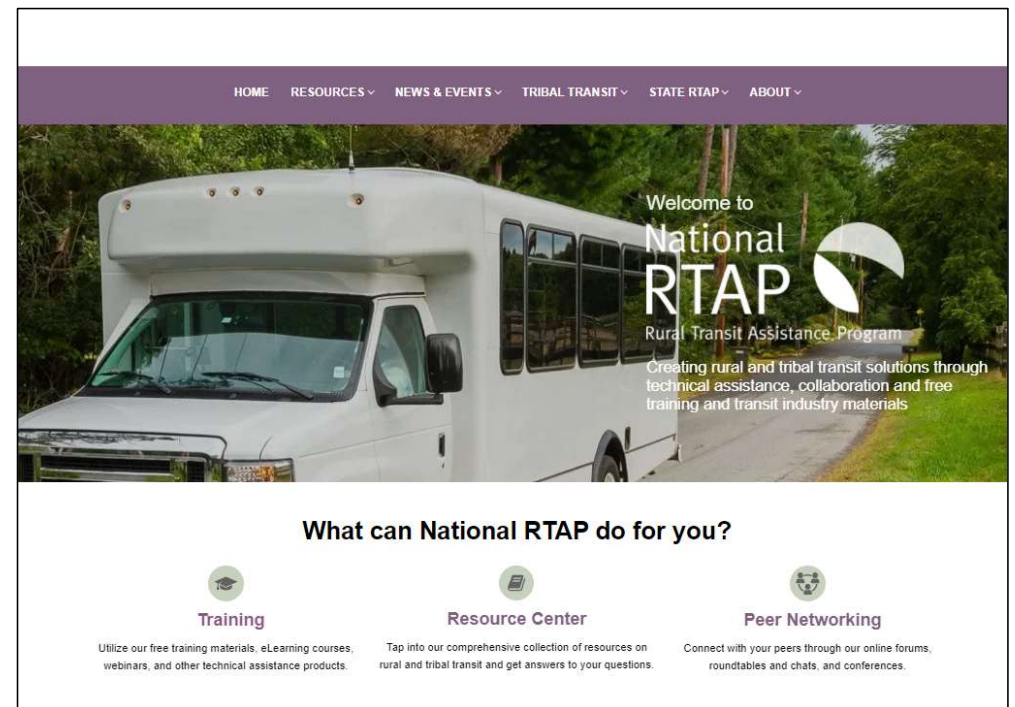 HOME RESOURCES NEWS & EVENTS TRIBAL TRANSIT STATE RTAP ABOUT
Welcome to
National
RTAP
Rural Transit Assistance Program
Creating rural and tribal transit solutions through
technical assistance, collaboration and free
training and transit industry materials
What can National RTAP do for you?
Training
Utilize our free training materials, eLearning courses,
webinars, and other technical assistance products.
Resource Center
Tap into our comprehensive collection of resources on
rural and tribal transit and get answers to your questions.
Peer Networking
Connect with your peers through our online forums,
roundtables and chats, and conferences.